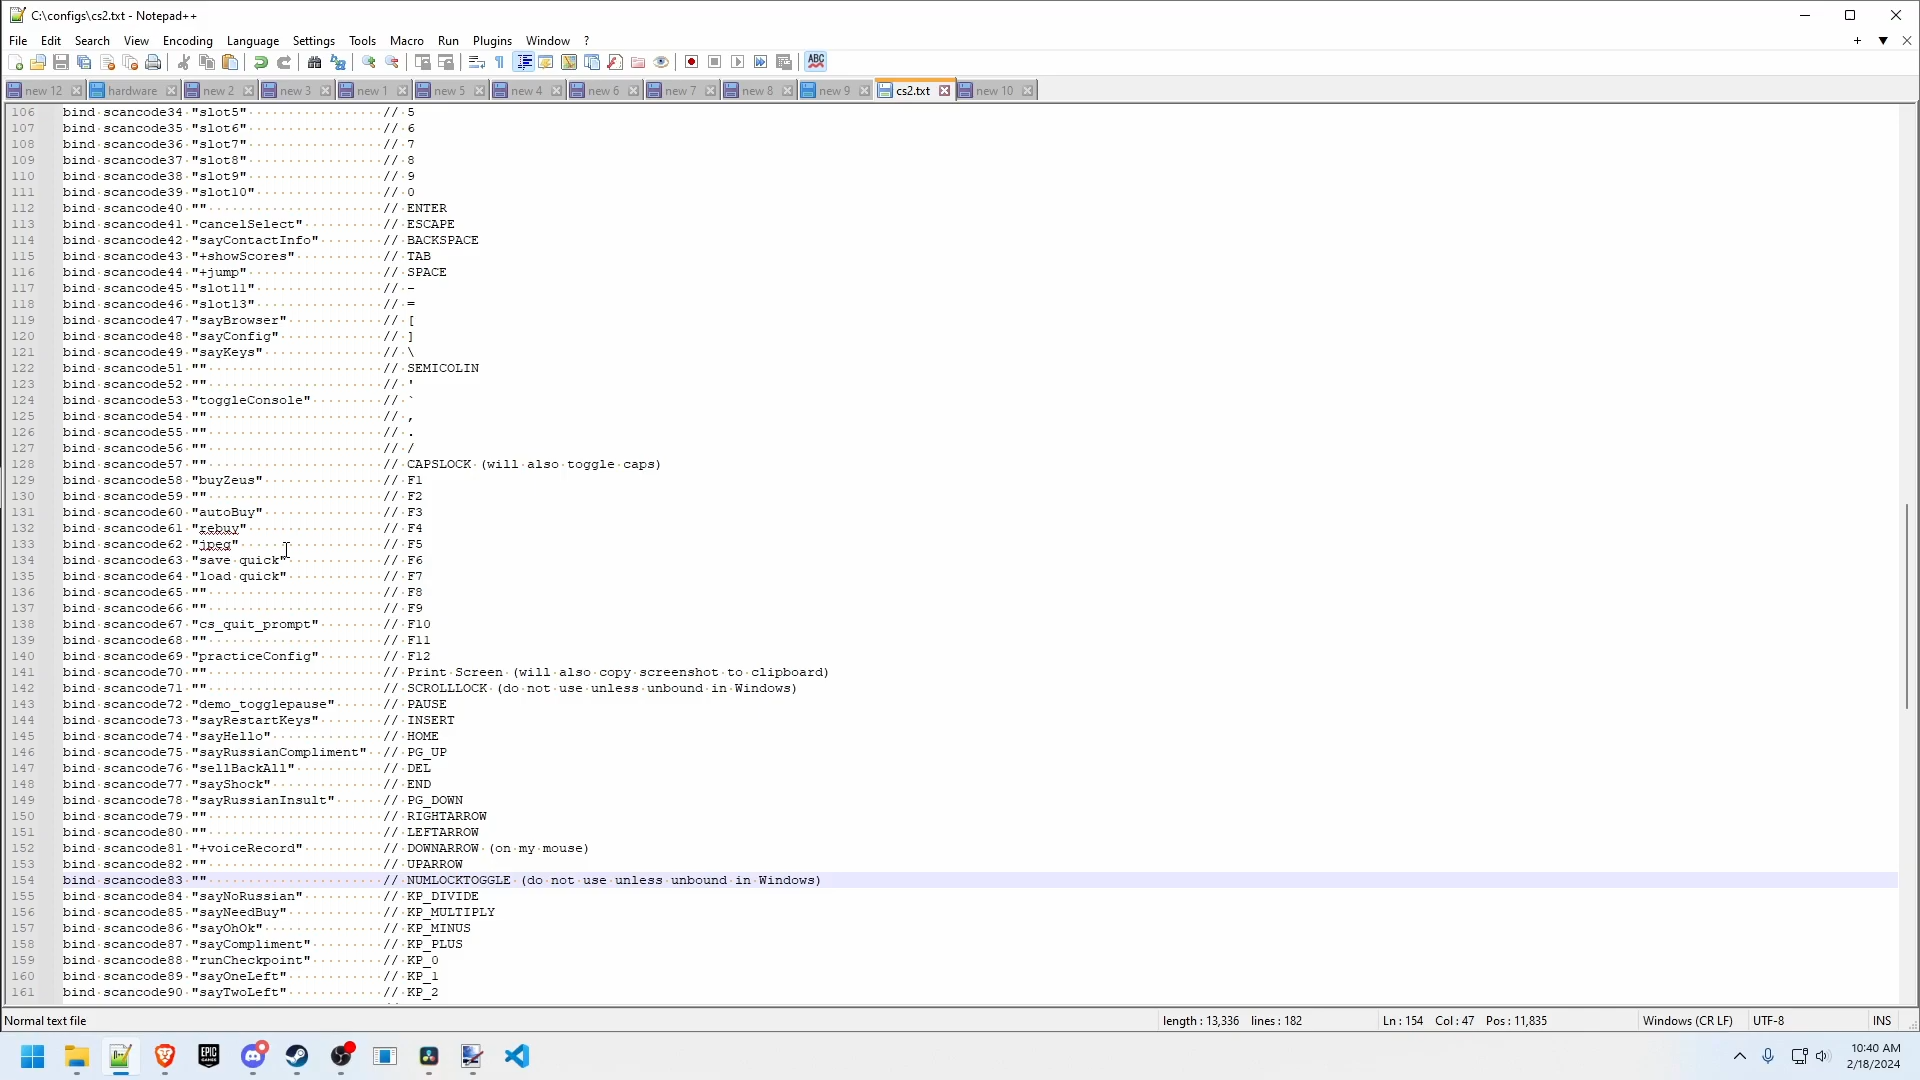 C:\configs\cs2.txt - Notepad++
File Edit Search View Encoding Language Settings Tools Macro Run Plugins Window ?
new 12 hardware new 2 new 3 new 1 new 5 new 4 new 6 new 7 new 8 new 9 cs2.txt new 10
106 bind scancode34 "slot5" // 5
107 bind scancode35 "slot6" // 6
108 bind scancode36 "slot7" // 7
109 bind scancode37 "slot8" // 8
110 bind scancode38 "slot9" // 9
111 bind scancode39 "slot10" // 0
112 bind scancode40 "" // ENTER
113 bind scancode41 "cancelSelect" // ESCAPE
114 bind scancode42 "sayContactInfo" // BACKSPACE
115 bind scancode43 "+showScores" // TAB
116 bind scancode44 "+jump" // SPACE
117 bind scancode45 "slot11" // -
118 bind scancode46 "slot13" // =
119 bind scancode47 "sayBrowser" // [
120 bind scancode48 "sayConfig" // ]
121 bind scancode49 "sayKeys" // \
122 bind scancode51 "" // SEMICOLIN
123 bind scancode52 "" // '
124 bind scancode53 "toggleConsole" // `
125 bind scancode54 "" // ,
126 bind scancode55 "" // .
127 bind scancode56 "" // /
128 bind scancode57 "" // CAPSLOCK (will also toggle caps)
129 bind scancode58 "buyZeus" // F1
130 bind scancode59 "" // F2
131 bind scancode60 "autoBuy" // F3
132 bind scancode61 "rebuy" // F4
133 bind scancode62 "jpeg" // F5
134 bind scancode63 "save quick" // F6
135 bind scancode64 "load quick" // F7
136 bind scancode65 "" // F8
137 bind scancode66 "" // F9
138 bind scancode67 "cs_quit_prompt" // F10
139 bind scancode68 "" // F11
140 bind scancode69 "practiceConfig" // F12
141 bind scancode70 "" // Print Screen (will also copy screenshot to clipboard)
142 bind scancode71 "" // SCROLLLOCK (do not use unless unbound in Windows)
143 bind scancode72 "demo_togglepause" // PAUSE
144 bind scancode73 "sayRestartKeys" // INSERT
145 bind scancode74 "sayHello" // HOME
146 bind scancode75 "sayRussianCompliment" // PG_UP
147 bind scancode76 "sellBackAll" // DEL
148 bind scancode77 "sayShock" // END
149 bind scancode78 "sayRussianInsult" // PG_DOWN
150 bind scancode79 "" // RIGHTARROW
151 bind scancode80 "" // LEFTARROW
152 bind scancode81 "+voiceRecord" // DOWNARROW (on my mouse)
153 bind scancode82 "" // UPARROW
154 bind scancode83 "" // NUMLOCKTOGGLE (do not use unless unbound in Windows)
155 bind scancode84 "sayNoRussian" // KP_DIVIDE
156 bind scancode85 "sayNeedBuy" // KP_MULTIPLY
157 bind scancode86 "sayOhOk" // KP_MINUS
158 bind scancode87 "sayCompliment" // KP_PLUS
159 bind scancode88 "runCheckpoint" // KP_0
160 bind scancode89 "sayOneLeft" // KP_1
161 bind scancode90 "sayTwoLeft" // KP_2
Normal text file length : 13,336 lines : 182 Ln : 154 Col : 47 Pos : 11,835 Windows (CR LF) UTF-8 INS
EPIC GAMES
10:40 AM
2/18/2024